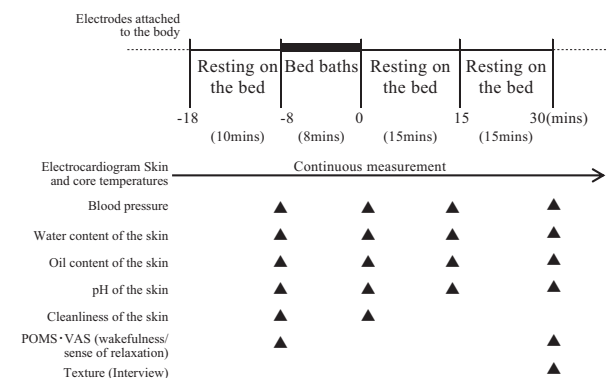 Electrodes attached
to the body
Resting on
the bed
Bed baths
Resting on
the bed
Resting on
the bed
-18
-8
0
15
30(mins)
(10mins)
(8mins)
(15mins)
(15mins)
Electrocardiogram Skin
and core temperatures
Continuous measurement
Blood pressure
Water content of the skin
Oil content of the skin
pH of the skin
Cleanliness of the skin
POMS・VAS (wakefulness/
sense of relaxation)
Texture (Interview)